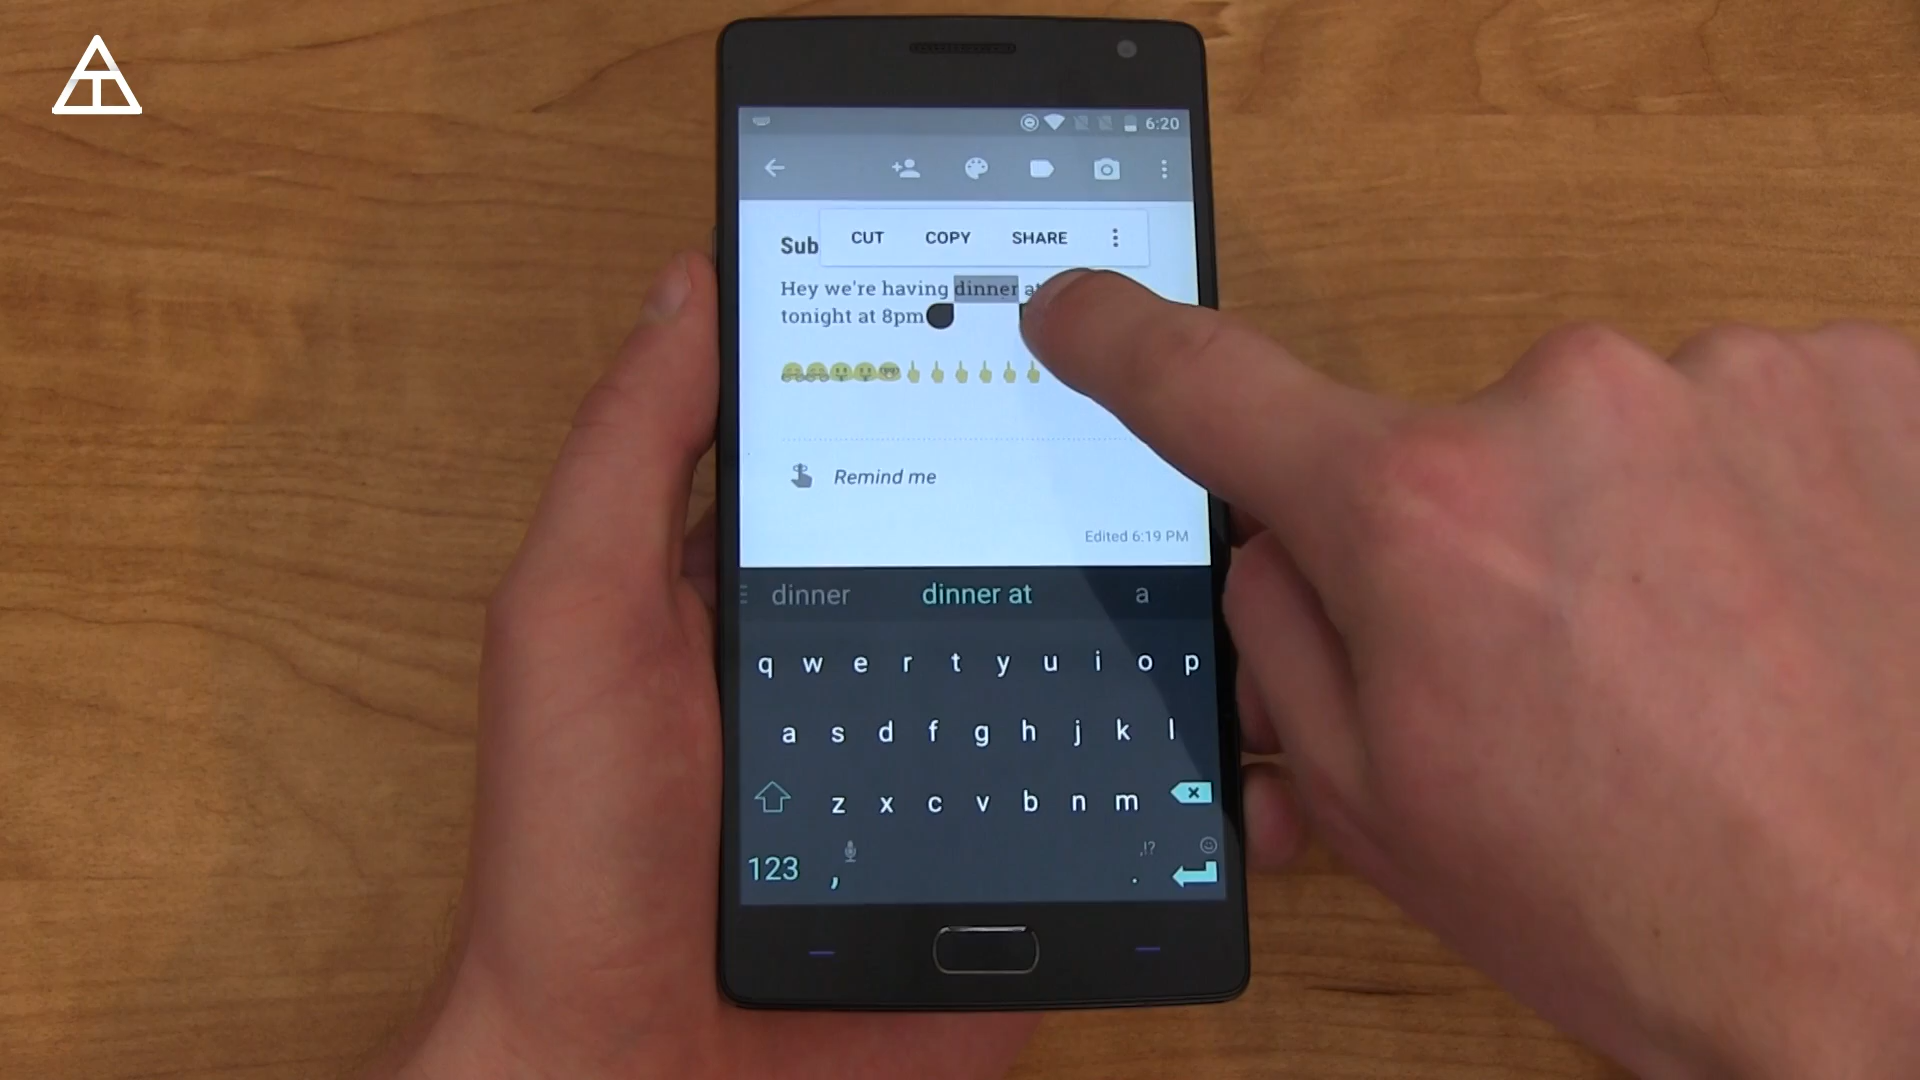 6:20
CUT COPY SHARE
Sub
Hey we're having dinner at
tonight at 8pm
Remind me
Edited 6:19 PM
dinner dinner at a
q w e r t y u i o p
a s d f g h j k l
z x c v b n m
,!?
123 , .